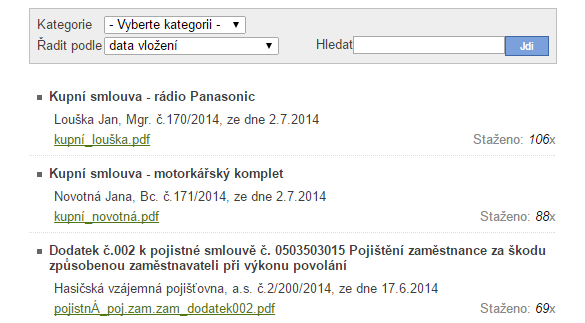 Kategorie - Vyberte kategorii -
Řadit podle data vložení Hledat Jdi
Kupní smlouva - rádio Panasonic
Louška Jan, Mgr. č.170/2014, ze dne 2.7.2014
kupní_louška.pdf Staženo: 106x
Kupní smlouva - motorkářský komplet
Novotná Jana, Bc. č.171/2014, ze dne 2.7.2014
kupní_novotná.pdf Staženo: 88x
Dodatek č.002 k pojistné smlouvě č. 0503503015 Pojištění zaměstnance za škodu
způsobenou zaměstnavateli při výkonu povolání
Hasičská vzájemná pojišťovna, a.s. č.2/200/2014, ze dne 17.6.2014
pojistnÁ_poj.zam.zam_dodatek002.pdf Staženo: 69x